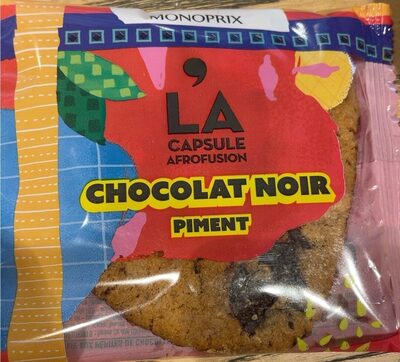 MONOPRIX
L'A
CAPSULE
AFROFUSION
CHOCOLAT NOIR
PIMENT